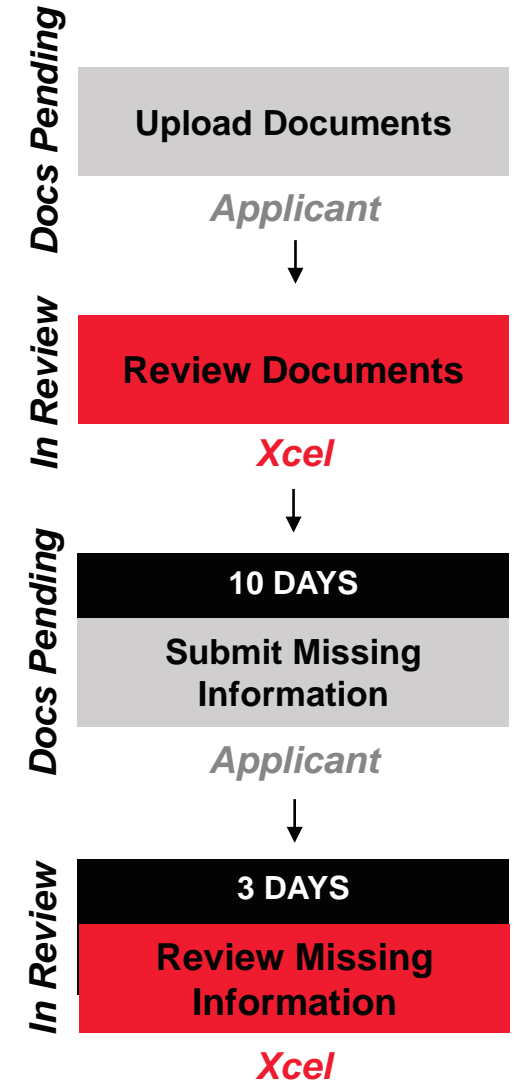 Docs Pending
Upload Documents
Applicant
In Review
Review Documents
Xcel
Docs Pending
10 DAYS
Submit Missing
Information
Applicant
In Review
3 DAYS
Review Missing
Information
Xcel